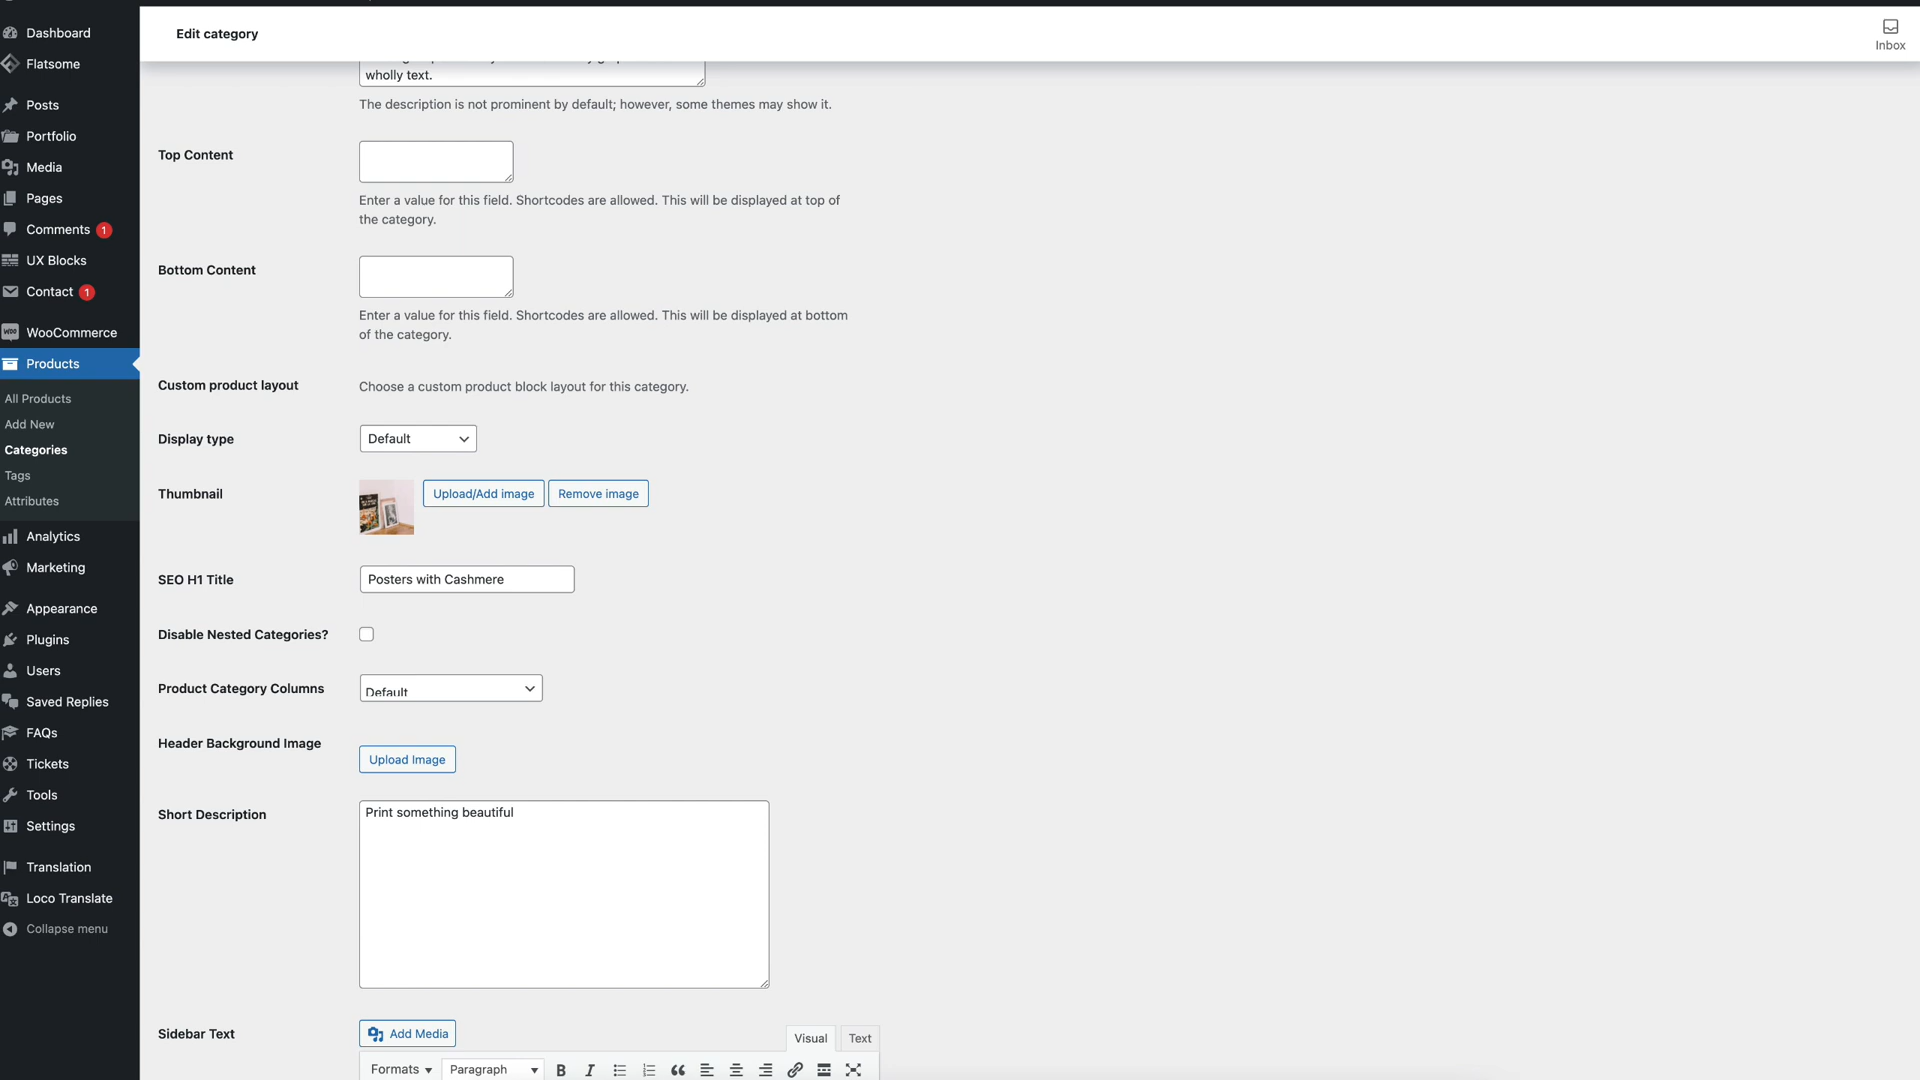 Edit category
Inbox
Dashboard
Flatsome
Posts
Portfolio
Media
Pages
Comments 1
UX Blocks
Contact 1
WooCommerce
Products
All Products
Add New
Categories
Tags
Attributes
Analytics
Marketing
Appearance
Plugins
Users
Saved Replies
FAQs
Tickets
Tools
Settings
Translation
Loco Translate
Collapse menu
wholly text.
The description is not prominent by default; however, some themes may show it.
Top Content
Enter a value for this field. Shortcodes are allowed. This will be displayed at top of
the category.
Bottom Content
Enter a value for this field. Shortcodes are allowed. This will be displayed at bottom
of the category.
Custom product layout
Choose a custom product block layout for this category.
Display type
Default
Thumbnail
Upload/Add image
Remove image
SEO H1 Title
Posters with Cashmere
Disable Nested Categories?
Product Category Columns
Default
Header Background Image
Upload Image
Short Description
Print something beautiful
Sidebar Text
Add Media
Visual
Text
Formats
Paragraph